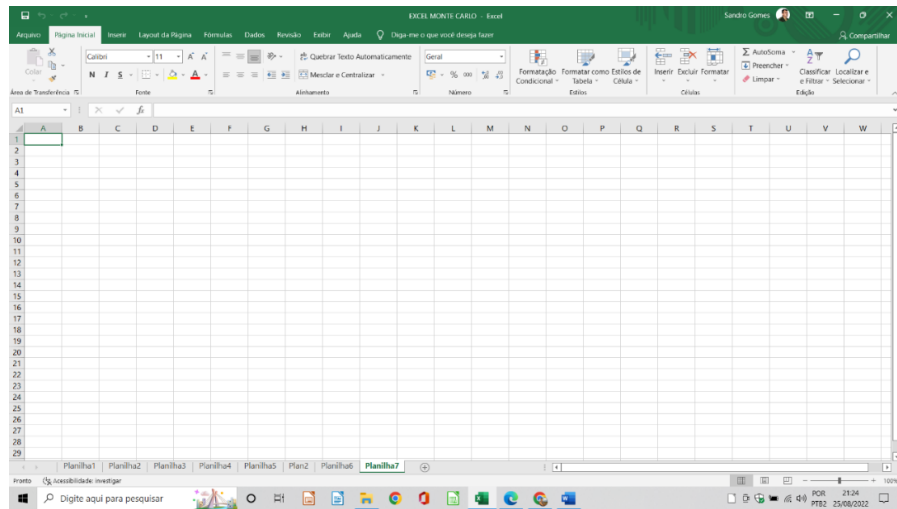 EXCEL MONTE CARLO - Excel
Sandro Gomes
Arquivo Página Inicial Inserir Layout da Página Fórmulas Dados Revisão Exibir Ajuda Diga-me o que você deseja fazer
Compartilhar
Colar
Calibri 11
N I S
Quebrar Texto Automaticamente
Mesclar e Centralizar
Geral
% 000
Formatação Condicional
Formatar como Tabela
Estilos de Célula
Inserir Excluir Formatar
AutoSoma
Preencher
Limpar
Classificar e Filtrar
Localizar e Selecionar
Área de Transferência Fonte Alinhamento Número Estilos Células Edição
A1 fx
A B C D E F G H I J K L M N O P Q R S T U V W
1
2
3
4
5
6
7
8
9
10
11
12
13
14
15
16
17
18
19
20
21
22
23
24
25
26
27
28
29
Planilha1 Planilha2 Planilha3 Planilha4 Planilha5 Plan2 Planilha6 Planilha7
Pronto Acessibilidade: investigar
100%
Digite aqui para pesquisar
POR 21:24
PTB2 25/08/2022